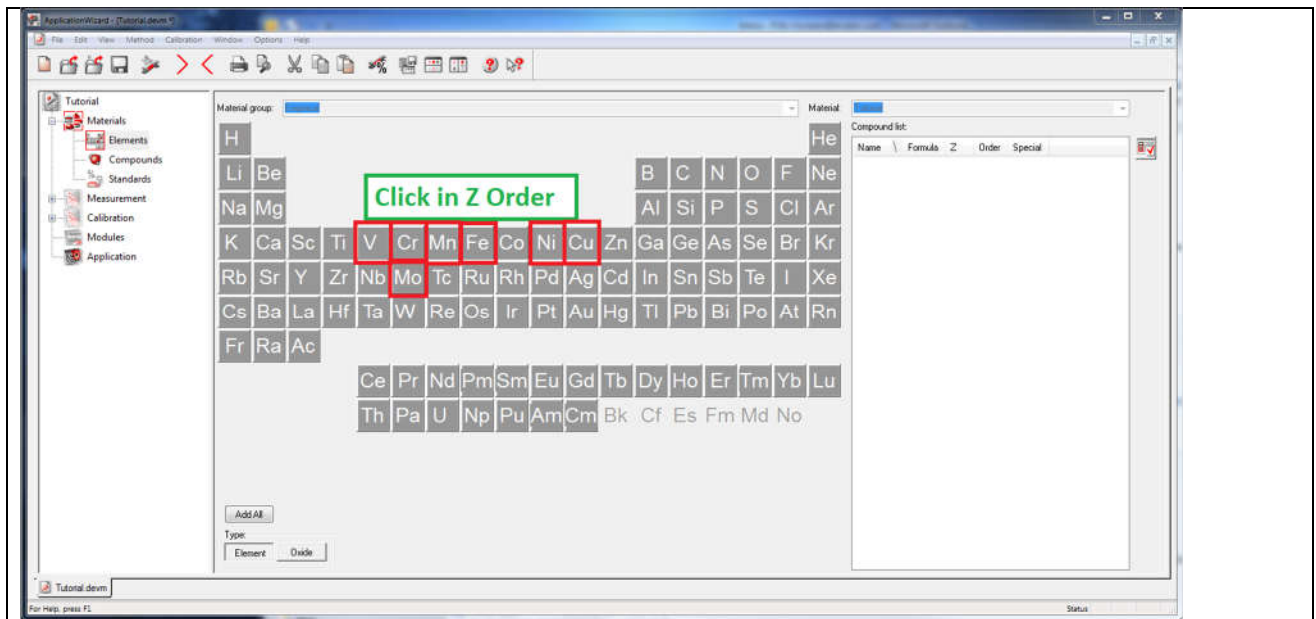 ApplicationWizard - [Tutorial.devm *]
File Edit View Method Calibration Window Options Help
Tutorial
Materials
Elements
Compounds
Standards
Measurement
Calibration
Modules
Application
Material group:
Material:
Compound list:
Name \ Formula Z Order Special
H He
Li Be B C N O F Ne
Click in Z Order
Na Mg Al Si P S Cl Ar
K Ca Sc Ti V Cr Mn Fe Co Ni Cu Zn Ga Ge As Se Br Kr
Rb Sr Y Zr Nb Mo Tc Ru Rh Pd Ag Cd In Sn Sb Te I Xe
Cs Ba La Hf Ta W Re Os Ir Pt Au Hg Tl Pb Bi Po At Rn
Fr Ra Ac
Ce Pr Nd Pm Sm Eu Gd Tb Dy Ho Er Tm Yb Lu
Th Pa U Np Pu Am Cm Bk Cf Es Fm Md No
Add All
Type:
Element Oxide
Tutorial.devm
For Help, press F1
Status